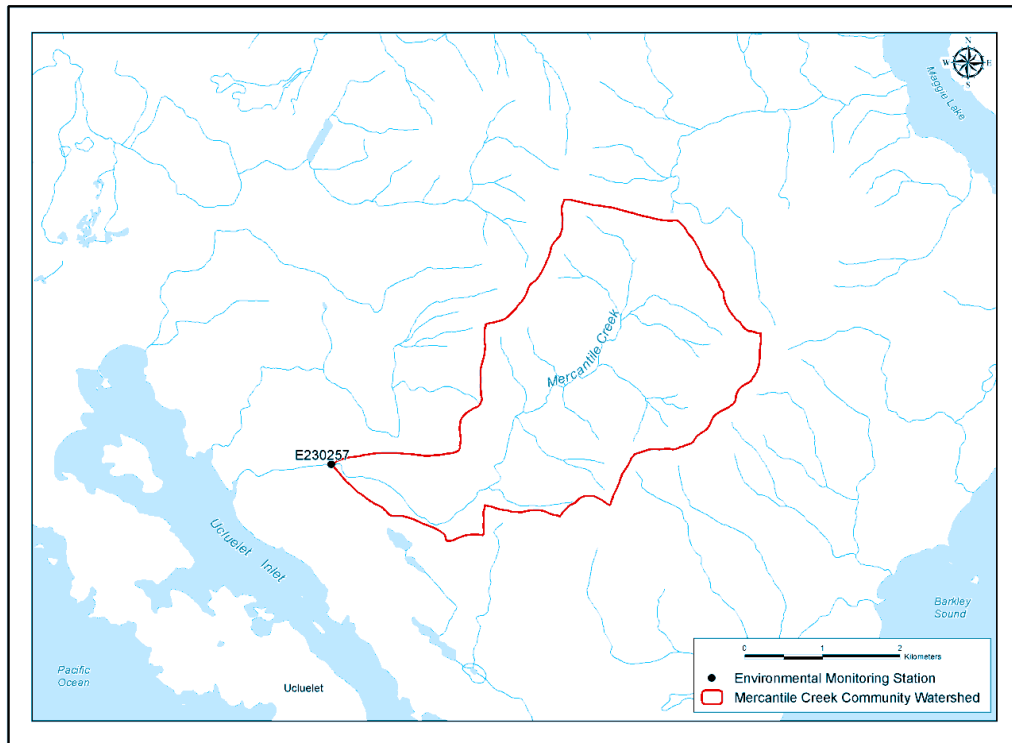 N
W E
S
Maggie Lake
Mercantile Creek
E230257
Ucluelet Inlet
Barkley
Sound
Pacific
Ocean
Ucluelet
0 1 2
Kilometers
Environmental Monitoring Station
Mercantile Creek Community Watershed